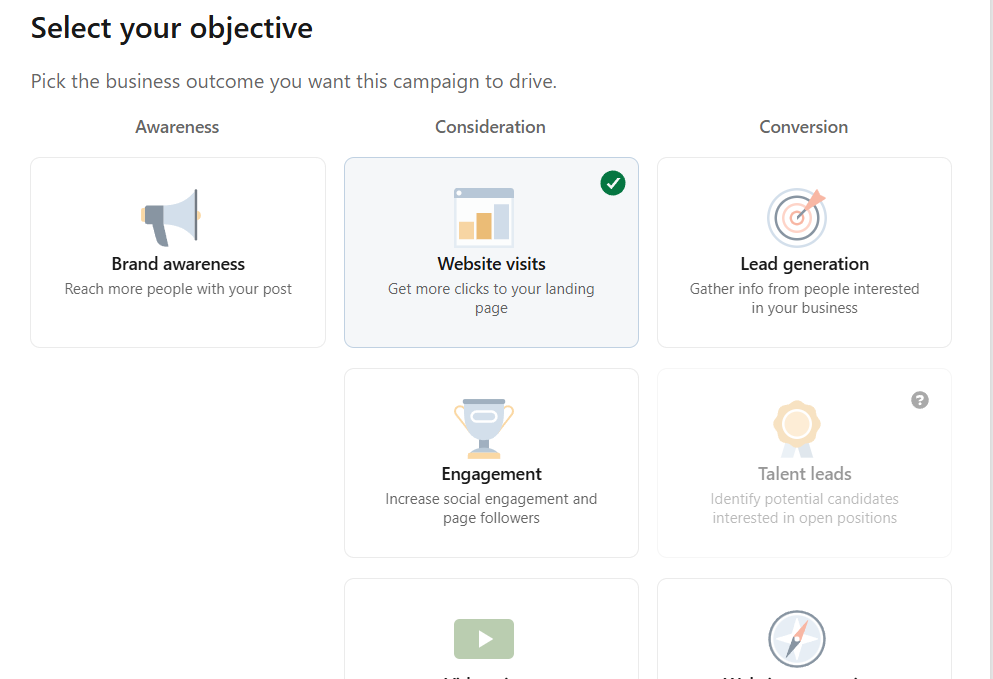 Select your objective
Pick the business outcome you want this campaign to drive.
Awareness
Consideration
Conversion
Brand awareness
Reach more people with your post
Website visits
Get more clicks to your landing
page
Lead generation
Gather info from people interested
in your business
Engagement
Increase social engagement and
page followers
?
Talent leads
Identify potential candidates
interested in open positions